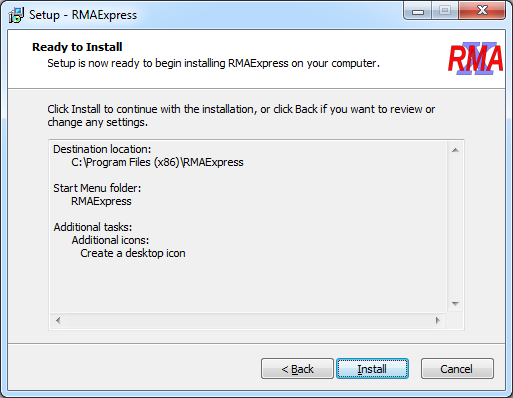 Setup - RMAExpress
Ready to Install
Setup is now ready to begin installing RMAExpress on your computer.
RMA
X
Click Install to continue with the installation, or click Back if you want to review or
change any settings.
Destination location:
C:\Program Files (x86)\RMAExpress
Start Menu folder:
RMAExpress
Additional tasks:
Additional icons:
Create a desktop icon
< Back
Install
Cancel